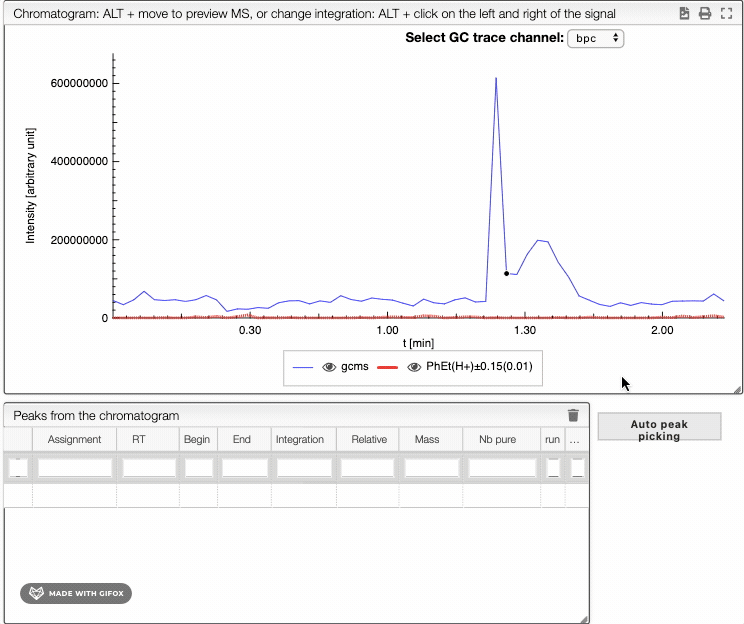 Chromatogram: ALT + move to preview MS, or change integration: ALT + click on the left and right of the signal
Select GC trace channel: bpc
Intensity [arbitrary unit]
600000000
400000000
200000000
0
0.30 1.00 1.30 2.00
t [min]
gcms PhEt(H+)±0.15(0.01)
Peaks from the chromatogram
Auto peak
picking
Assignment RT Begin End Integration Relative Mass Nb pure run ...
MADE WITH GIFOX